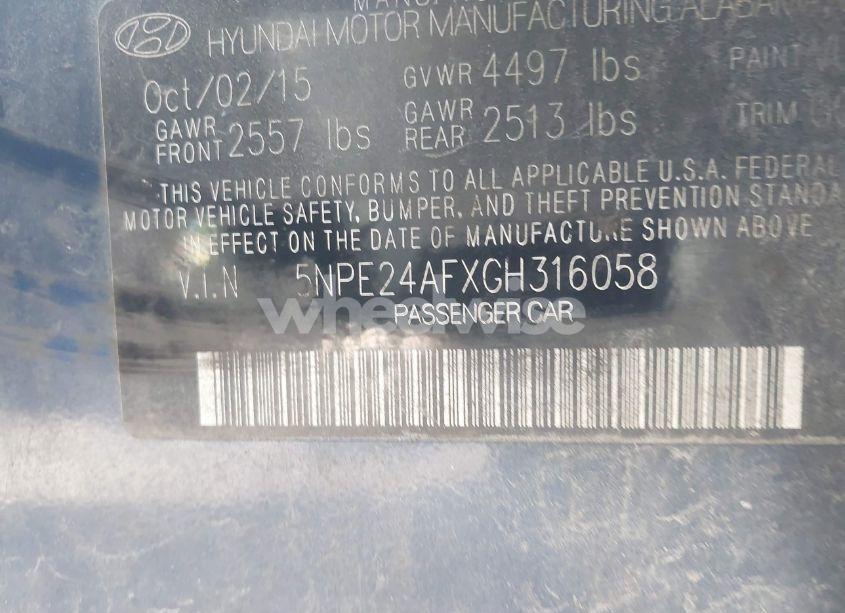 HYUNDAI MOTOR MANUFACTURING ALABAMA
Oct/02/15 GVWR 4497 lbs PAINT
GAWR FRONT 2557 lbs GAWR REAR 2513 lbs TRIM
THIS VEHICLE CONFORMS TO ALL APPLICABLE U.S.A. FEDERAL
MOTOR VEHICLE SAFETY, BUMPER, AND THEFT PREVENTION STANDA
IN EFFECT ON THE DATE OF MANUFACTURE SHOWN ABOVE
V.I.N 5NPE24AFXGH316058
wheelwise
PASSENGER CAR